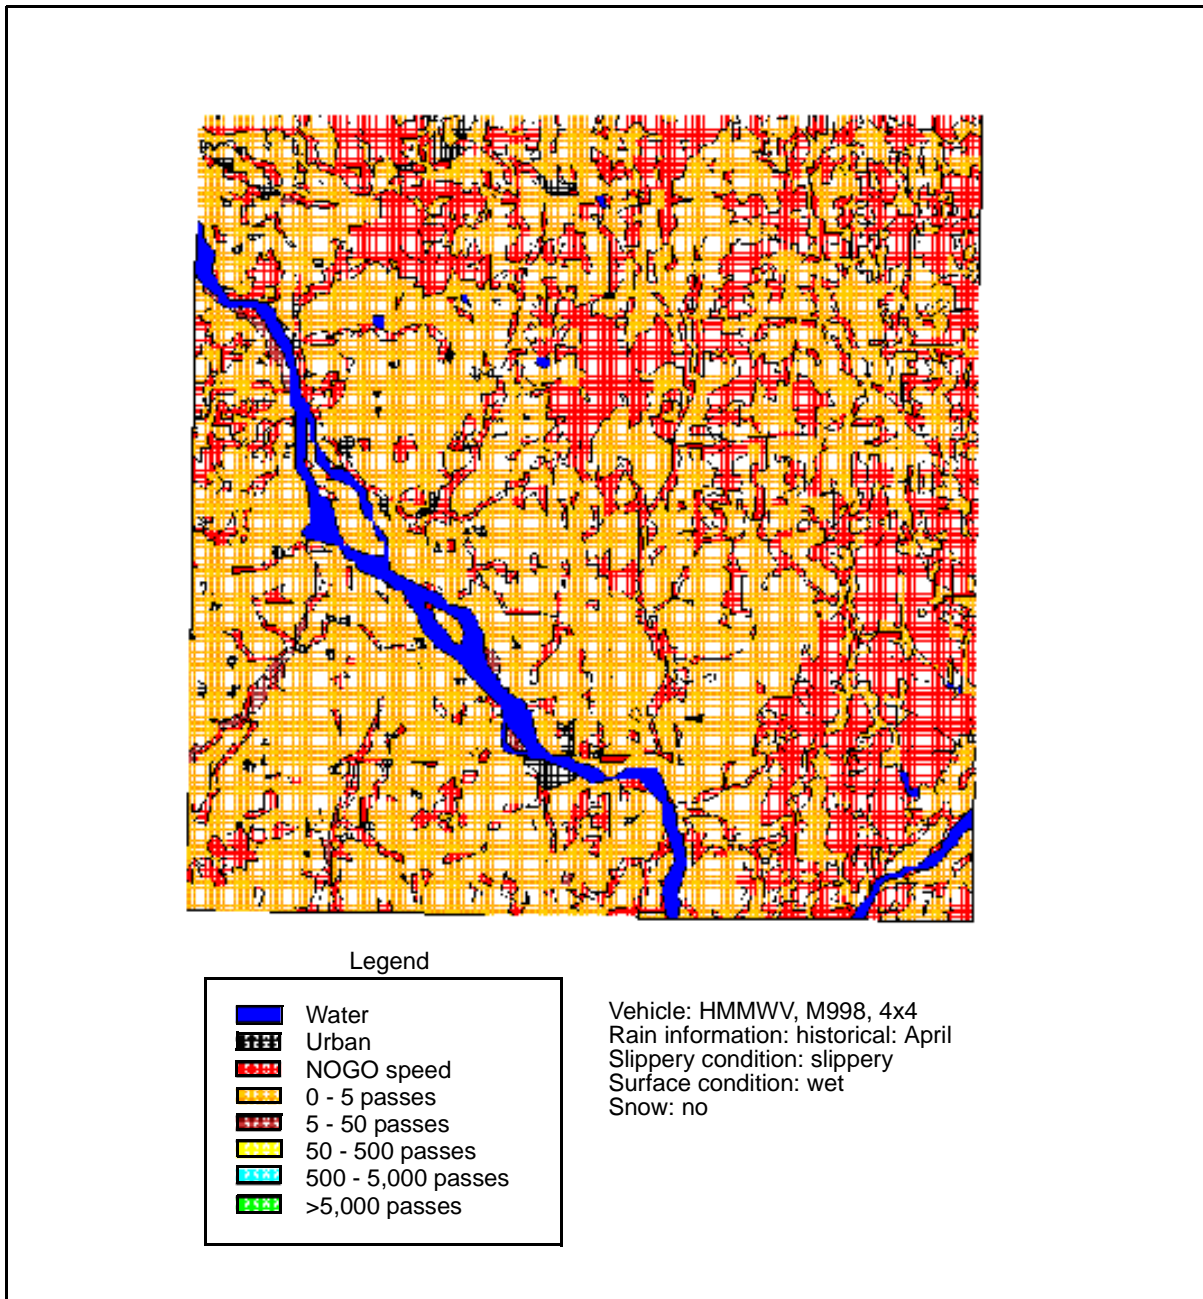 Legend
Water
Urban
NOGO speed
0 - 5 passes
5 - 50 passes
50 - 500 passes
500 - 5,000 passes
>5,000 passes
Vehicle: HMMWV, M998, 4x4
Rain information: historical: April
Slippery condition: slippery
Surface condition: wet
Snow: no